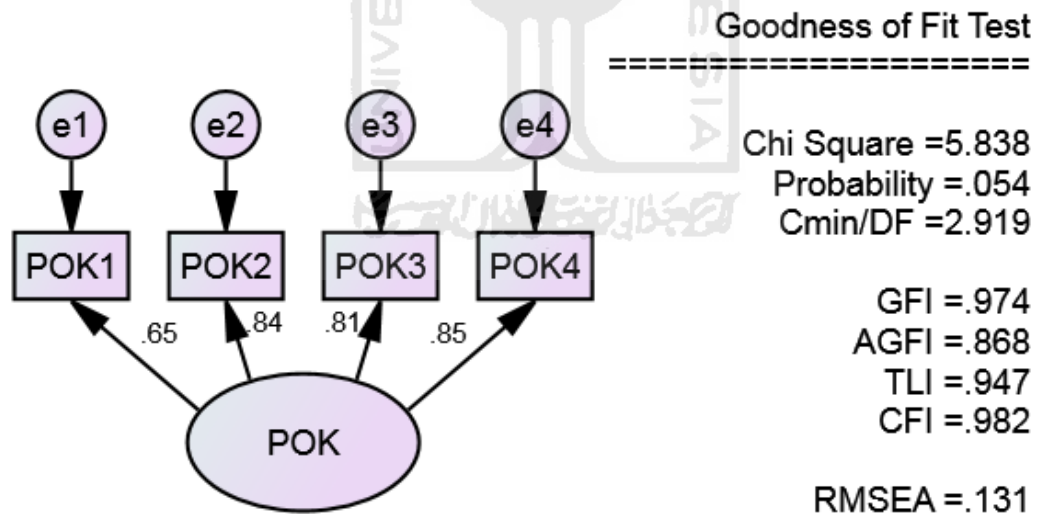 Goodness of Fit Test
=====================
e1 e2 e3 e4
Chi Square =5.838
Probability =.054
Cmin/DF =2.919
POK1 POK2 POK3 POK4
GFI =.974
.65 .84 .81 .85
AGFI =.868
TLI =.947
CFI =.982
POK
RMSEA =.131